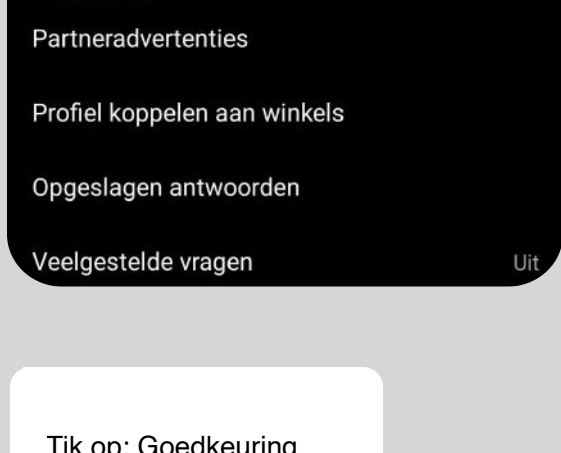 Partneradvertenties
Profiel koppelen aan winkels
Opgeslagen antwoorden
Veelgestelde vragen Uit
Tik op: Goedkeuring